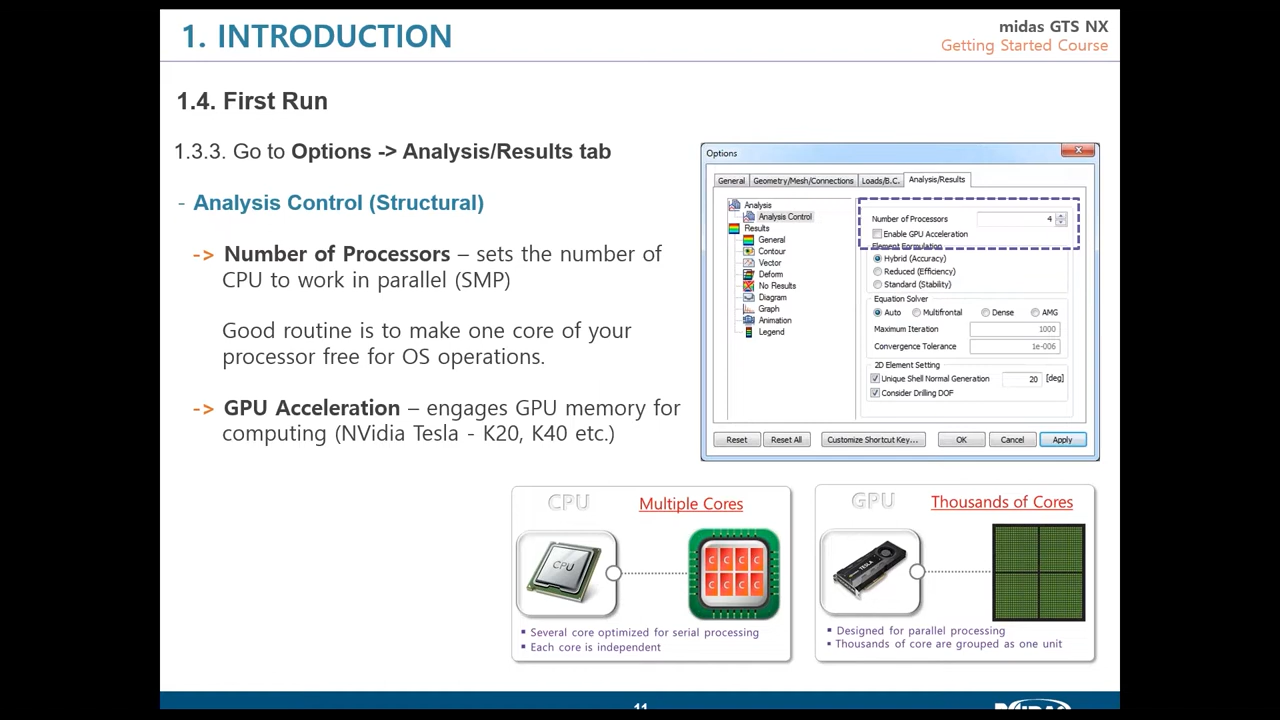 1. INTRODUCTION
midas GTS NX
Getting Started Course
1.4. First Run
1.3.3. Go to Options -> Analysis/Results tab
- Analysis Control (Structural)
-> Number of Processors – sets the number of
CPU to work in parallel (SMP)
Good routine is to make one core of your
processor free for OS operations.
-> GPU Acceleration – engages GPU memory for
computing (NVidia Tesla - K20, K40 etc.)
Options
General
Geometry/Mesh/Connections
Loads/B.C.
Analysis/Results
Analysis
Analysis Control
Results
General
Contour
Vector
Deform
No Results
Diagram
Graph
Animation
Legend
Number of Processors 4
Enable GPU Acceleration
Element Formulation
Hybrid (Accuracy)
Reduced (Efficiency)
Standard (Stability)
Equation Solver
Auto Multifrontal Dense AMG
Maximum Iteration 1000
Convergence Tolerance 1e-006
2D Element Setting
Unique Shell Normal Generation 20 [deg]
Consider Drilling DOF
Reset Reset All Customize Shortcut Key... OK Cancel Apply
CPU Multiple Cores
CPU
C C C C
C C C C
▪ Several core optimized for serial processing
▪ Each core is independent
GPU Thousands of Cores
TESLA
▪ Designed for parallel processing
▪ Thousands of core are grouped as one unit
11
MIDAS